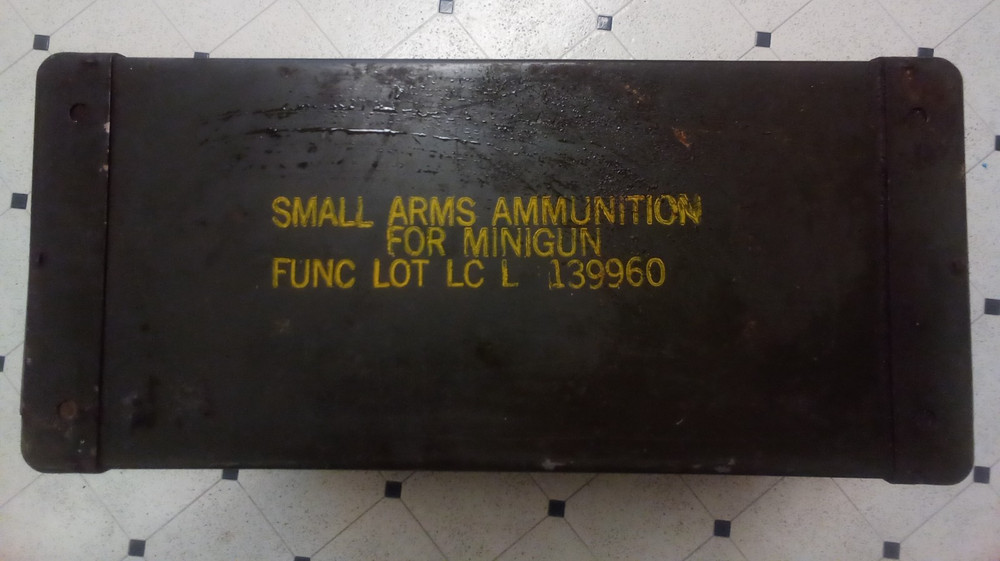 SMALL ARMS AMMUNITION
FOR MINIGUN
FUNC LOT LC L 139960